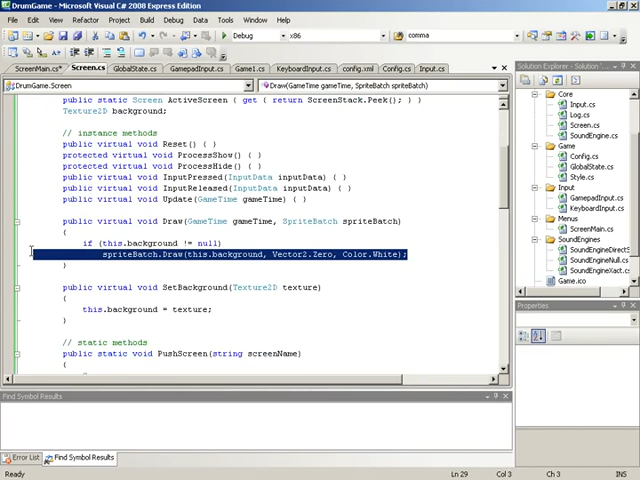 DrumGame - Microsoft Visual C# 2008 Express Edition
File Edit View Refactor Project Build Debug Data Tools Window Help
Debug x86 comma
ScreenMain.cs* Screen.cs GlobalState.cs GamepadInput.cs Game1.cs KeyboardInput.cs config.xml Config.cs Input.cs
DrumGame.Screen Draw(GameTime gameTime, SpriteBatch spriteBatch)
public static Screen ActiveScreen { get { return ScreenStack.Peek(); } }
Texture2D background;
// instance methods
public virtual void Reset() { }
protected virtual void ProcessShow() { }
protected virtual void ProcessHide() { }
public virtual void InputPressed(InputData inputData) { }
public virtual void InputReleased(InputData inputData) { }
public virtual void Update(GameTime gameTime) { }
public virtual void Draw(GameTime gameTime, SpriteBatch spriteBatch)
{
if (this.background != null)
spriteBatch.Draw(this.background, Vector2.Zero, Color.White);
}
public virtual void SetBackground(Texture2D texture)
{
this.background = texture;
}
// static methods
public static void PushScreen(string screenName)
{
Find Symbol Results
Error List Find Symbol Results
Ready Ln 29 Col 3 Ch 3
Solution Explorer - Solution '...
Core
Input.cs
Log.cs
Screen.cs
SoundEngine.cs
Game
Config.cs
GlobalState.cs
Style.cs
Input
GamepadInput.cs
KeyboardInput.cs
Menus
ScreenMain.cs
SoundEngines
SoundEngineNull.cs
SoundEngineXact.cs
Game.ico
Properties